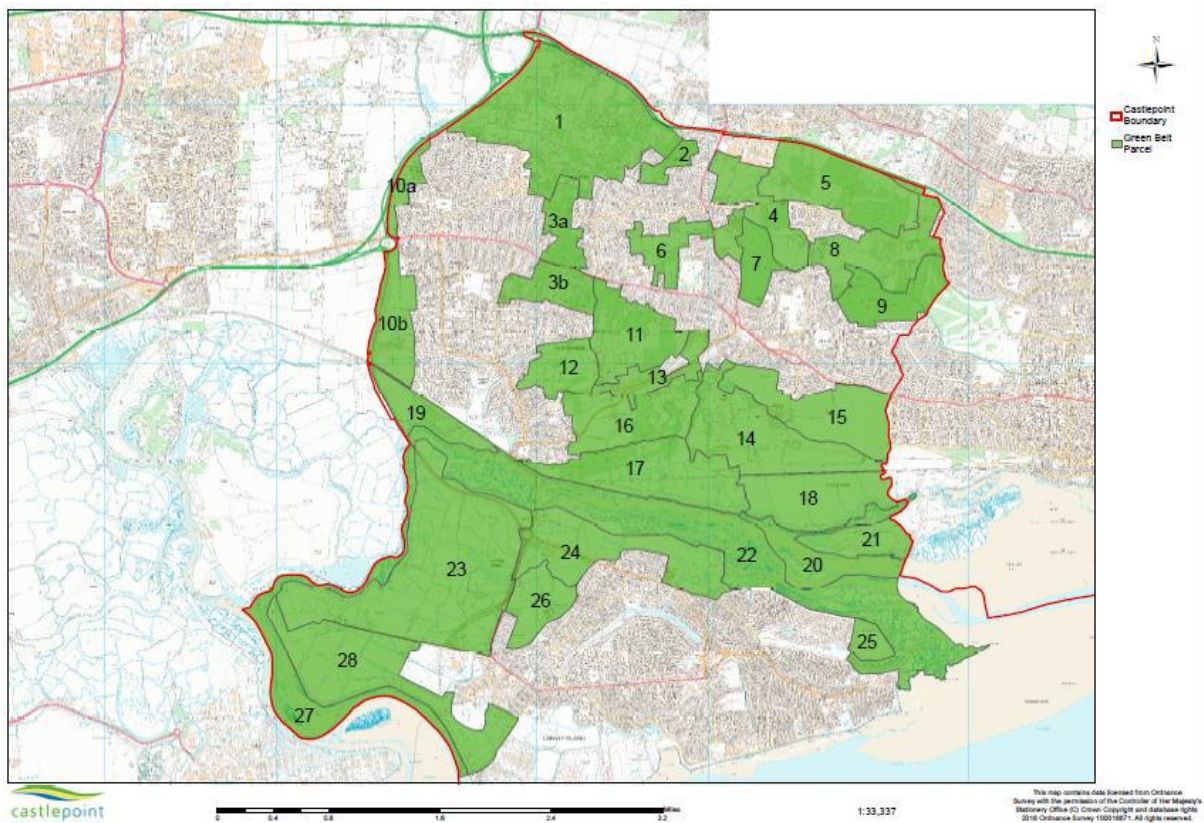 1
2
10a
5
3a
4
6
7
8
3b
9
10b
11
12
13
19
16
15
14
17
18
21
23
24
22
20
26
25
28
27
CANVEY ISLAND
N
Castlepoint
Boundary
Green Belt
Parcel
castlepoint
Miles
0 0.4 0.8 1.6 2.4 3.2
1:33,337
This map contains data licensed from Ordnance
Survey with the permission of the Controller of Her Majesty's
Stationery Office (C) Crown Copyright and database rights
2018 Ordnance Survey 100018871. All rights reserved.